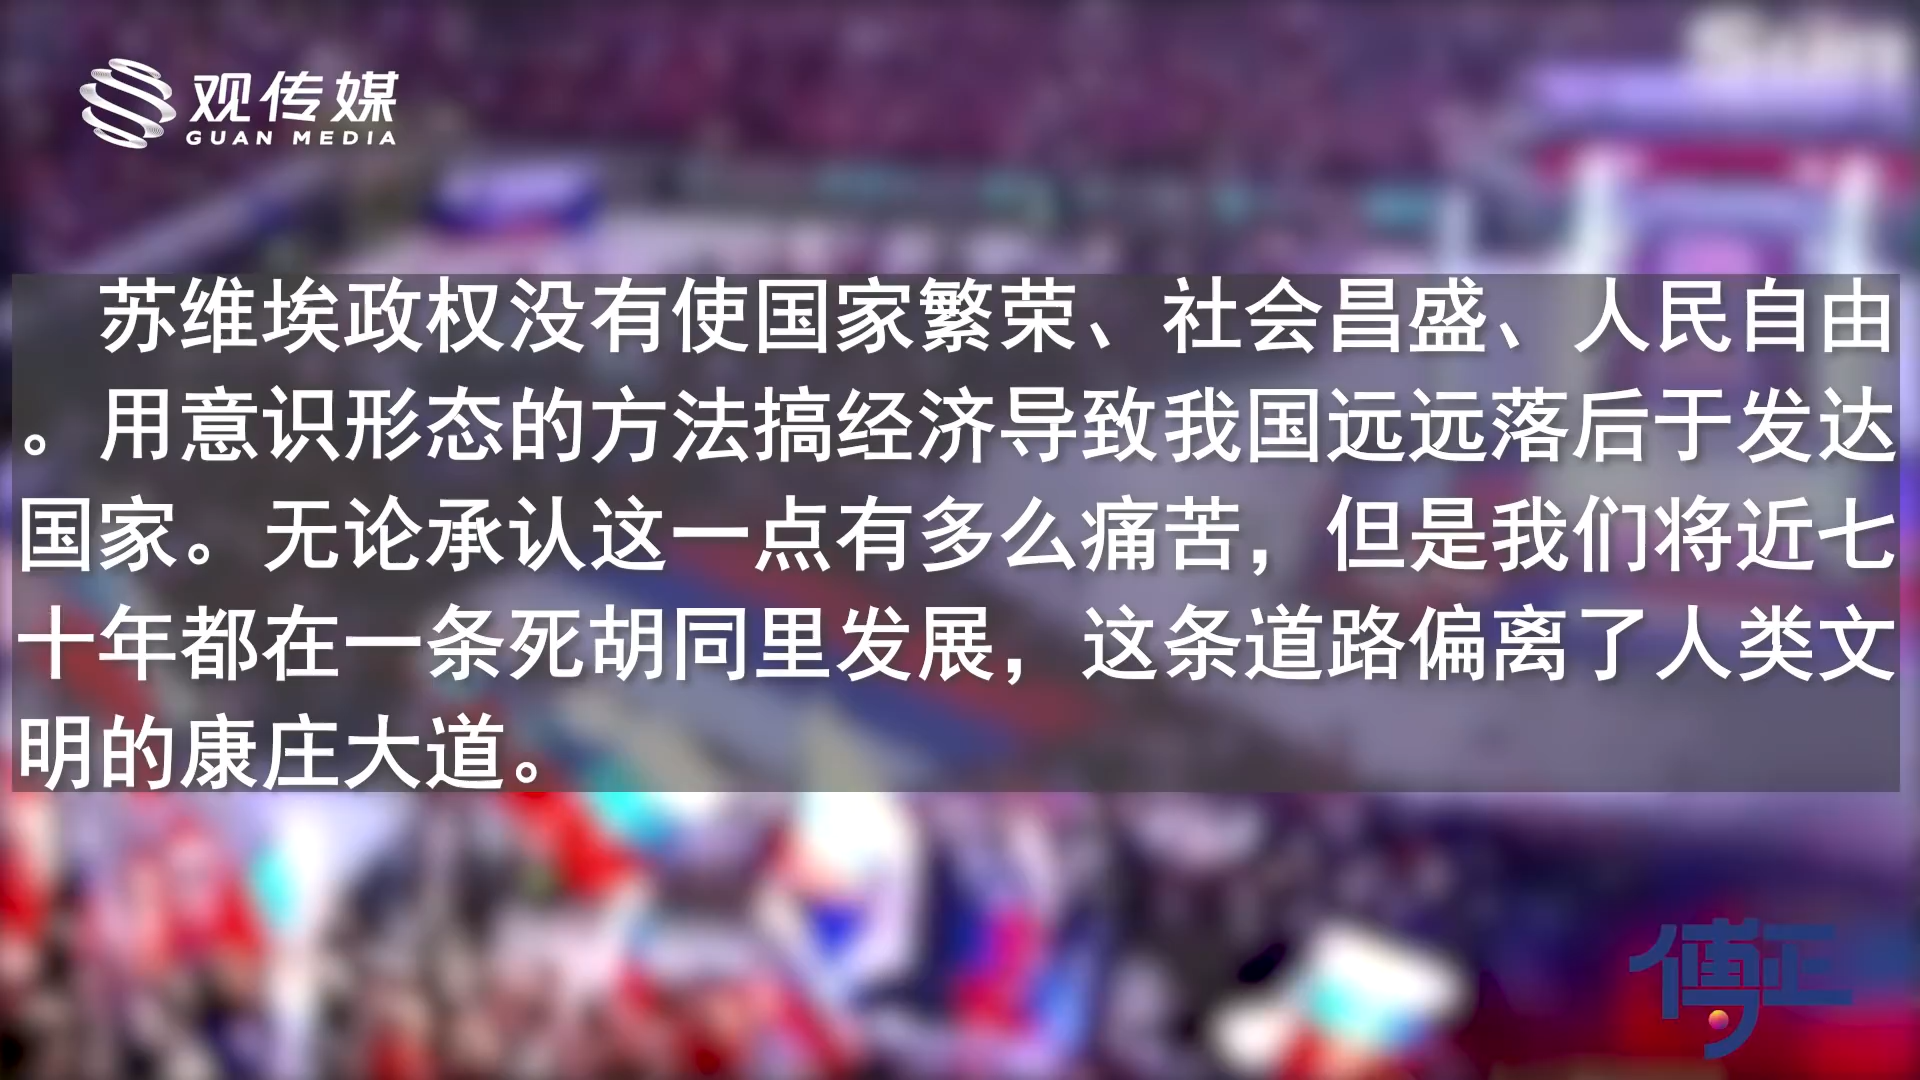 观传媒
GUAN MEDIA
苏维埃政权没有使国家繁荣、社会昌盛、人民自由
。用意识形态的方法搞经济导致我国远远落后于发达
国家。无论承认这一点有多么痛苦，但是我们将近七
十年都在一条死胡同里发展，这条道路偏离了人类文
明的康庄大道。
傅正